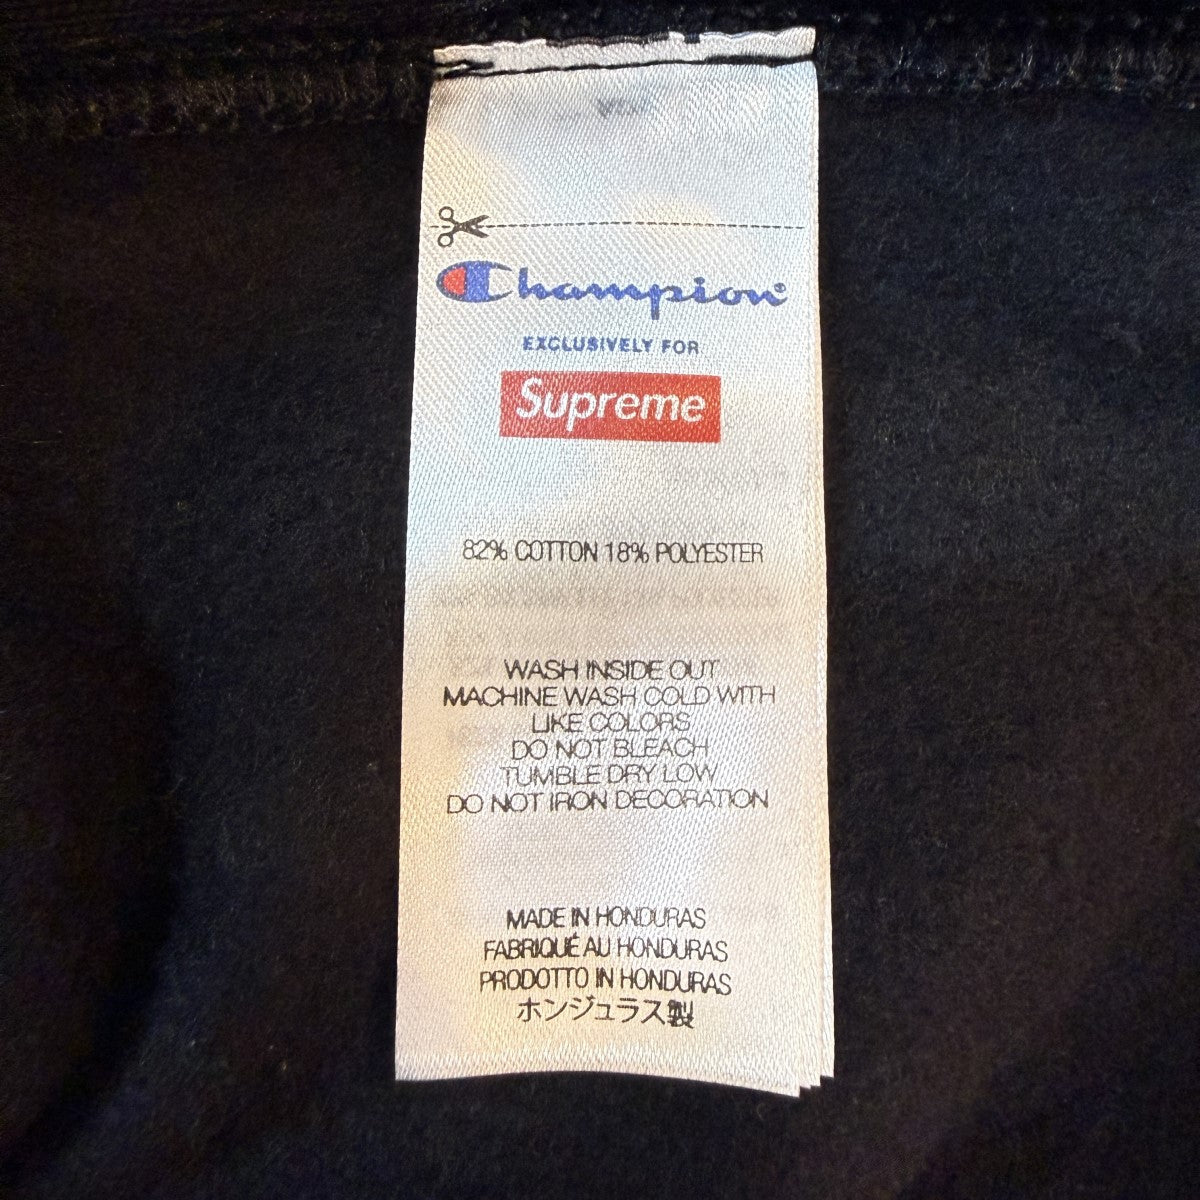 Champion
EXCLUSIVELY FOR
Supreme
82% COTTON 18% POLYESTER
WASH INSIDE OUT
MACHINE WASH COLD WITH
LIKE COLORS
DO NOT BLEACH
TUMBLE DRY LOW
DO NOT IRON DECORATION
MADE IN HONDURAS
FABRIQUÉ AU HONDURAS
PRODOTTO IN HONDURAS
ホンジュラス製